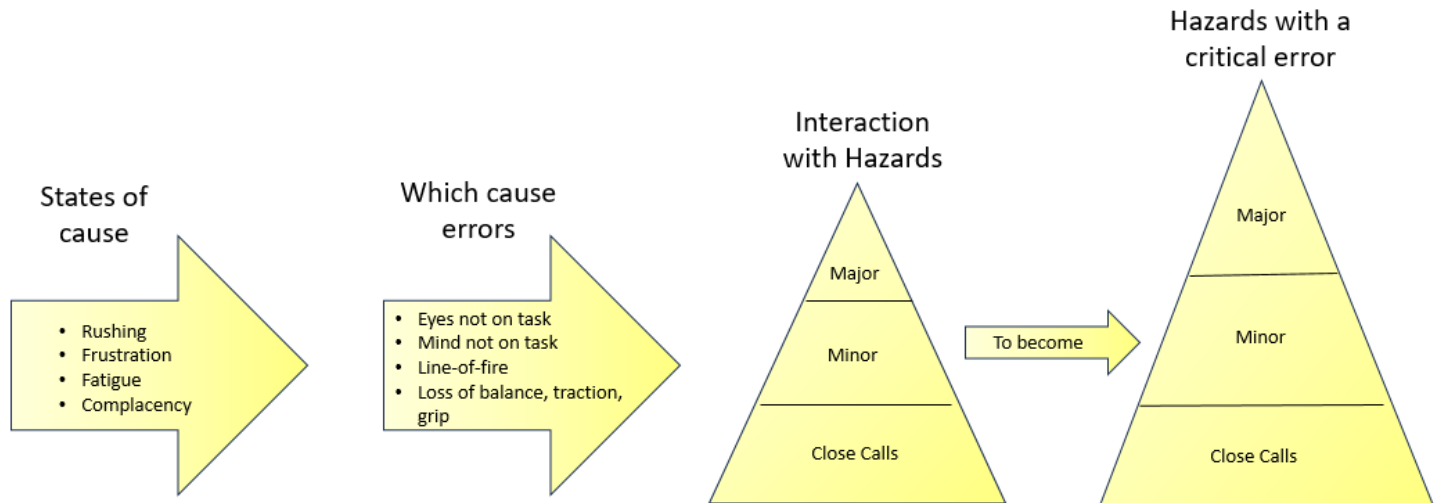 States of
cause
• Rushing
• Frustration
• Fatigue
• Complacency
Which cause
errors
• Eyes not on task
• Mind not on task
• Line-of-fire
• Loss of balance, traction,
grip
Interaction
with Hazards
Major
Minor
Close Calls
To become
Hazards with a
critical error
Major
Minor
Close Calls